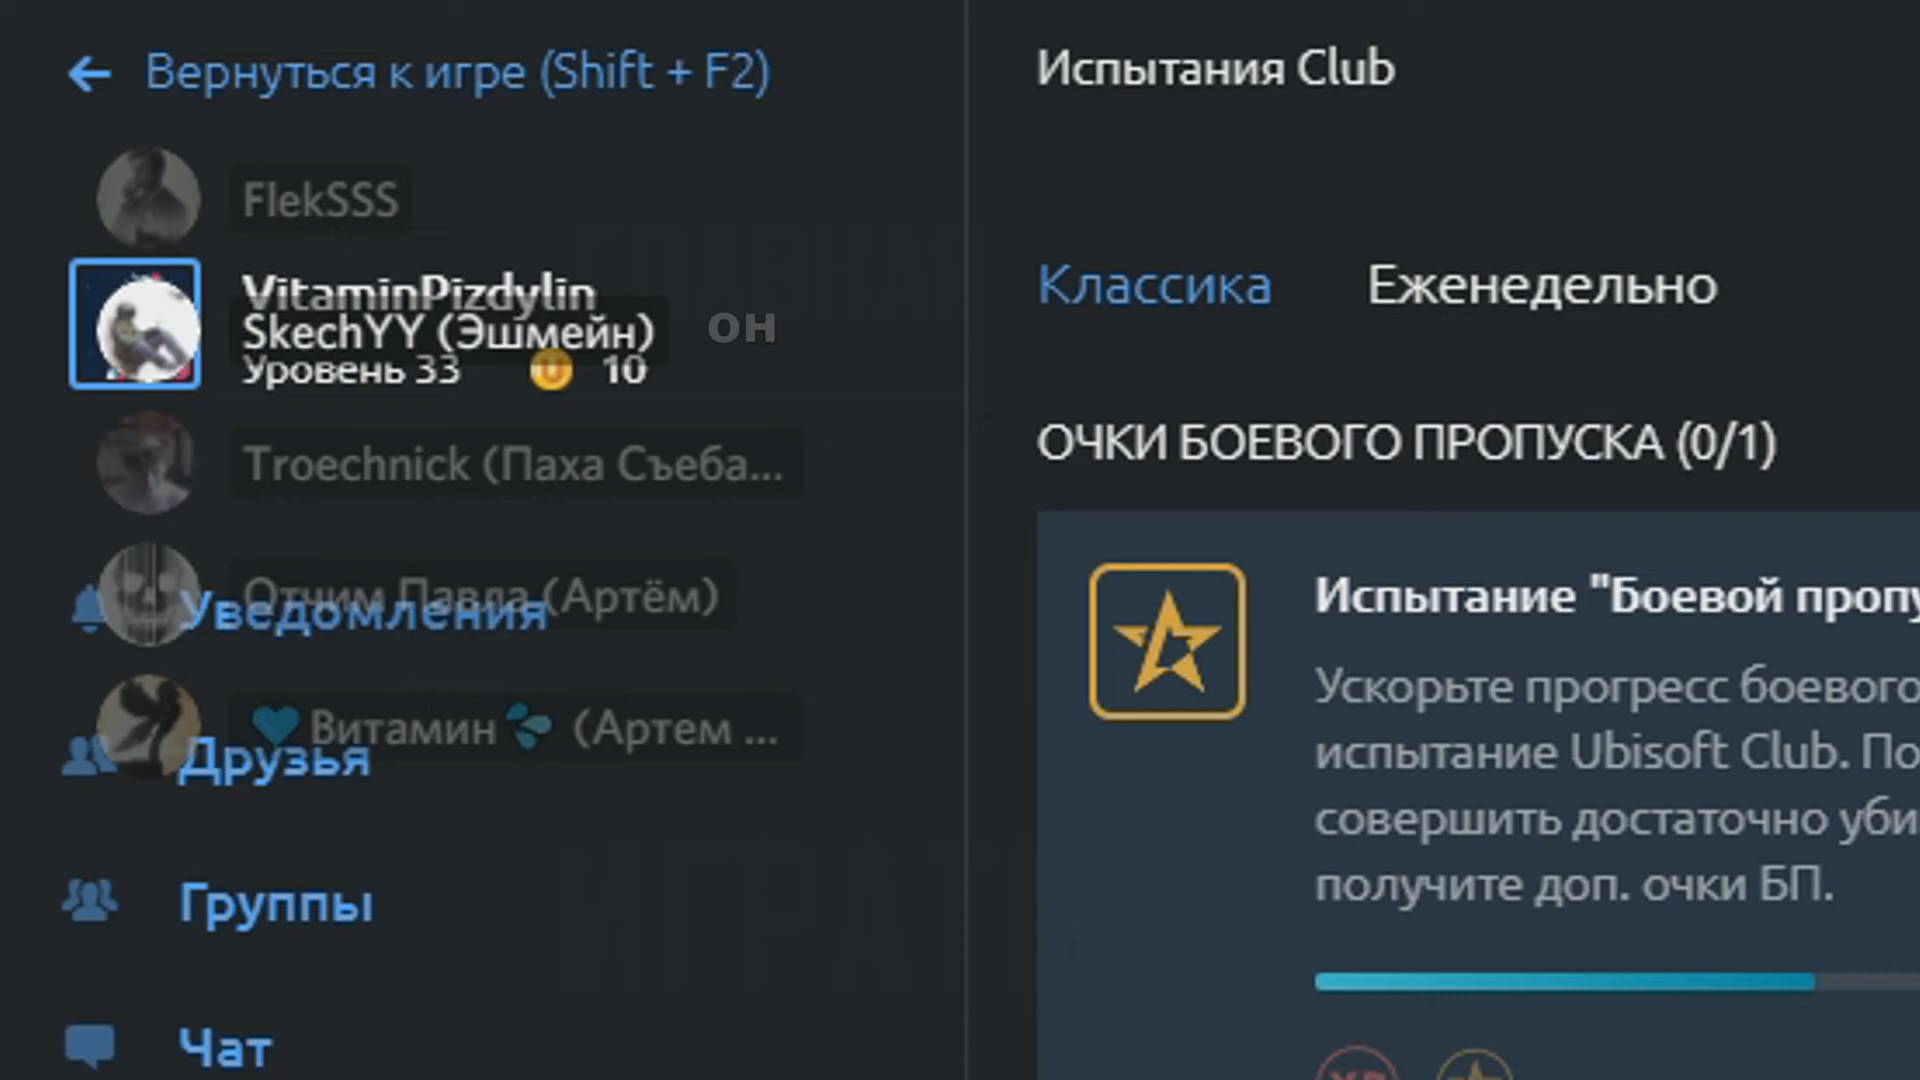 Вернуться к игре (Shift + F2)
FlekSSS
VitaminPizdylin
SkechYY (Эшмейн)
он
Уровень 33 10
Troechnick (Паха Съеба...
Отчим Павла (Артём)
Уведомления
Витамин (Артем ...
Друзья
Группы
Чат
Испытания Club
Классика Еженедельно
ОЧКИ БОЕВОГО ПРОПУСКА (0/1)
Испытание "Боевой пропу
Ускорьте прогресс боевого
испытание Ubisoft Club. По
совершить достаточно уби
получите доп. очки БП.